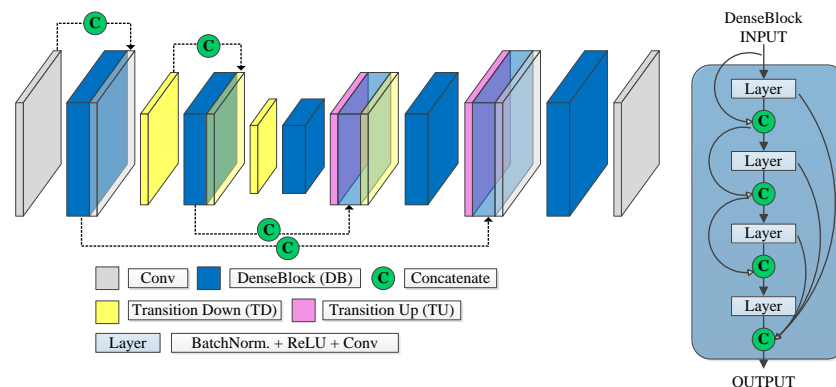 C
C
C
C
Conv
DenseBlock (DB)
C
Concatenate
Transition Down (TD)
Transition Up (TU)
Layer
BatchNorm. + ReLU + Conv
DenseBlock
INPUT
Layer
C
Layer
C
Layer
C
Layer
C
OUTPUT